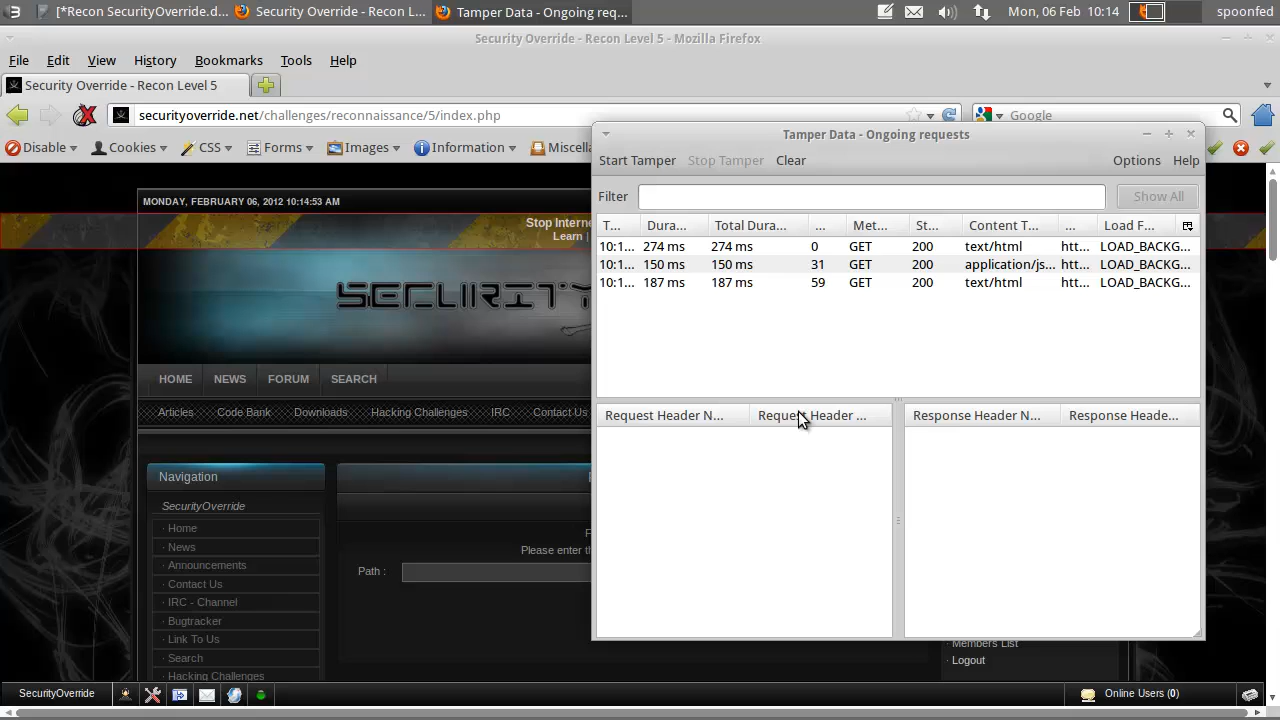 [*Recon SecurityOverride.d... Security Override - Recon L... Tamper Data - Ongoing req... Mon, 06 Feb 10:14 spoonfed
Security Override - Recon Level 5 - Mozilla Firefox
File Edit View History Bookmarks Tools Help
Security Override - Recon Level 5
securityoverride.net/challenges/reconnaissance/5/index.php Google
Disable Cookies CSS Forms Images Information Miscella
Tamper Data - Ongoing requests
Start Tamper Stop Tamper Clear Options Help
Filter Show All
T... Dura... Total Dura... ... Met... St... Content T... ... Load F...
10:1... 274 ms 274 ms 0 GET 200 text/html htt... LOAD_BACKG...
10:1... 150 ms 150 ms 31 GET 200 application/js... htt... LOAD_BACKG...
10:1... 187 ms 187 ms 59 GET 200 text/html htt... LOAD_BACKG...
Request Header N... Request Header ... Response Header N... Response Heade...
MONDAY, FEBRUARY 06, 2012 10:14:53 AM
Stop Interne
Learn |
SECURITY
HOME NEWS FORUM SEARCH
Articles Code Bank Downloads Hacking Challenges IRC Contact Us
Navigation
SecurityOverride
· Home
· News
· Announcements
· Contact Us
· IRC - Channel
· Bugtracker
· Link To Us
· Search
· Hacking Challenges
Please enter th
Path :
· Members List
· Logout
SecurityOverride Online Users (0)